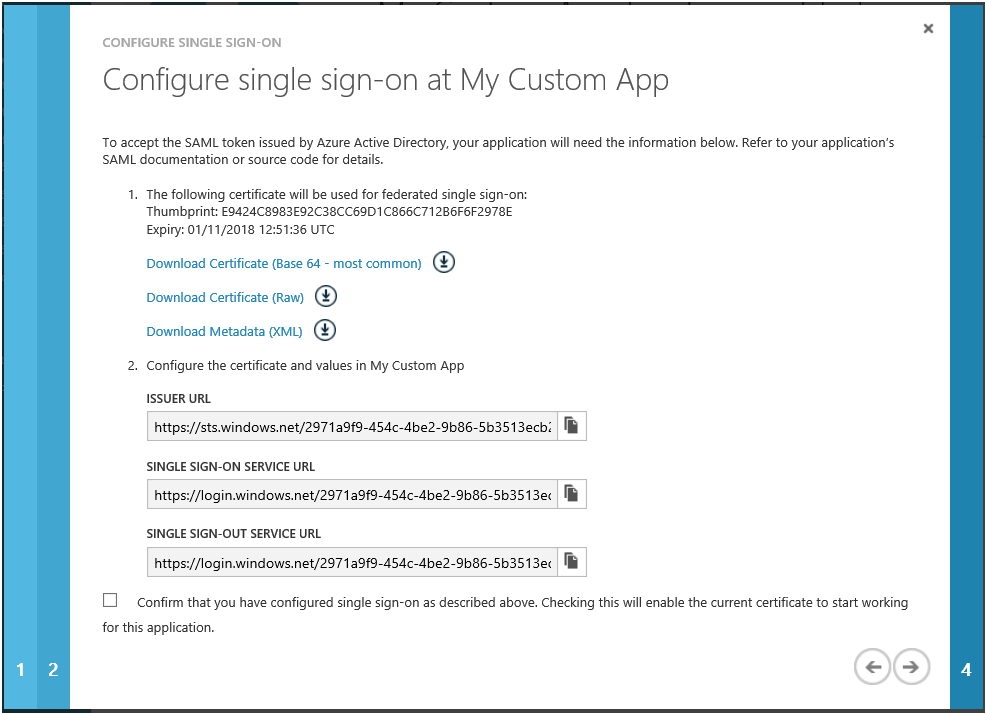 CONFIGURE SINGLE SIGN-ON
Configure single sign-on at My Custom App
To accept the SAML token issued by Azure Active Directory, your application will need the information below. Refer to your application's
SAML documentation or source code for details.
1. The following certificate will be used for federated single sign-on:
Thumbprint: E9424C8983E92C38CC69D1C866C712B6F6F2978E
Expiry: 01/11/2018 12:51:36 UTC
Download Certificate (Base 64 - most common)
Download Certificate (Raw)
Download Metadata (XML)
2. Configure the certificate and values in My Custom App
ISSUER URL
https://sts.windows.net/2971a9f9-454c-4be2-9b86-5b3513ecb2
SINGLE SIGN-ON SERVICE URL
https://login.windows.net/2971a9f9-454c-4be2-9b86-5b3513ec
SINGLE SIGN-OUT SERVICE URL
https://login.windows.net/2971a9f9-454c-4be2-9b86-5b3513ec
Confirm that you have configured single sign-on as described above. Checking this will enable the current certificate to start working
for this application.
1 2 4